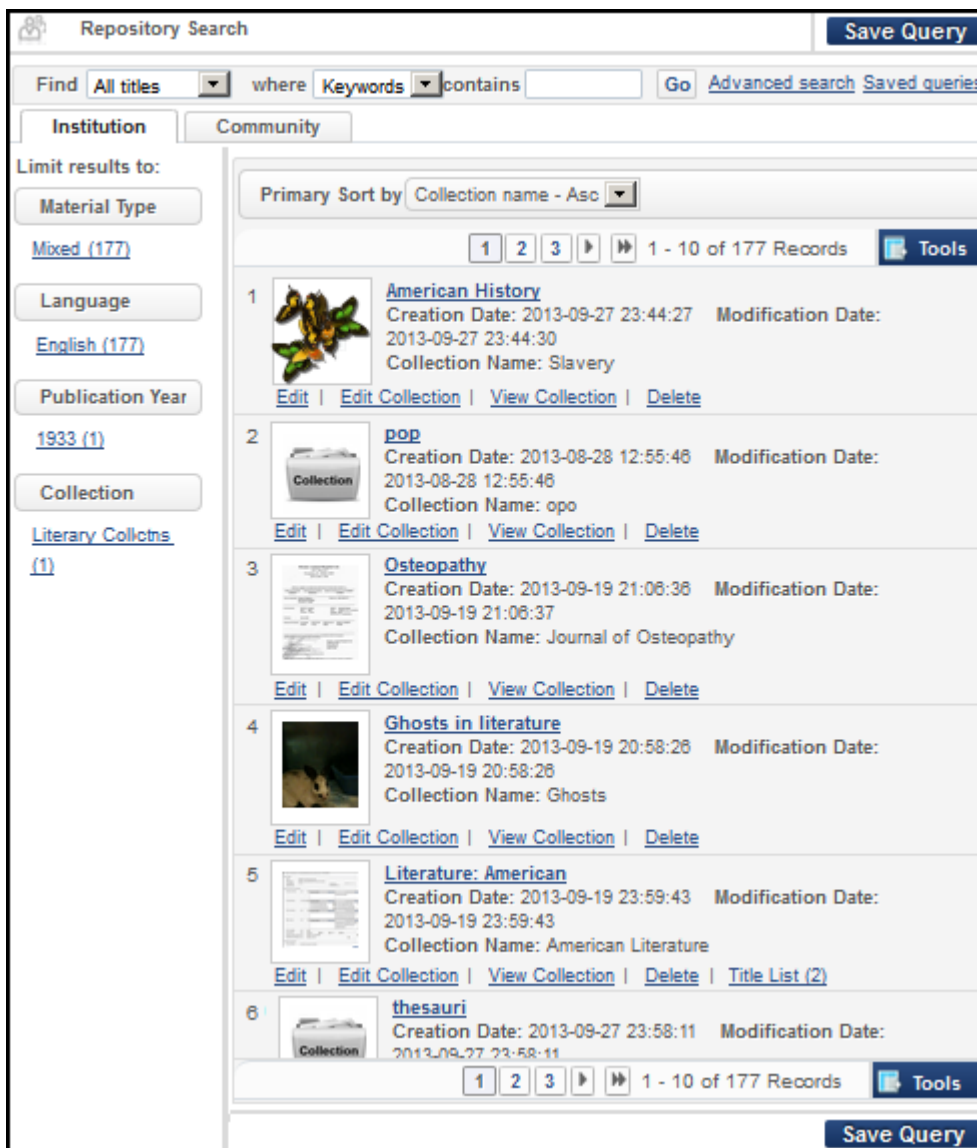 Repository Search
Save Query
Find All titles where Keywords contains Go Advanced search Saved queries
Institution Community
Limit results to:
Material Type
Mixed (177)
Language
English (177)
Publication Year
1933 (1)
Collection
Literary Collctns
(1)
Primary Sort by Collection name - Asc
1 2 3 1 - 10 of 177 Records Tools
1 American History
Creation Date: 2013-09-27 23:44:27 Modification Date:
2013-09-27 23:44:30
Collection Name: Slavery
Edit | Edit Collection | View Collection | Delete
2 pop
Collection
Creation Date: 2013-08-28 12:55:46 Modification Date:
2013-08-28 12:55:46
Collection Name: opo
Edit | Edit Collection | View Collection | Delete
3 Osteopathy
Creation Date: 2013-09-19 21:06:36 Modification Date:
2013-09-19 21:06:37
Collection Name: Journal of Osteopathy
Edit | Edit Collection | View Collection | Delete
4 Ghosts in literature
Creation Date: 2013-09-19 20:58:26 Modification Date:
2013-09-19 20:58:26
Collection Name: Ghosts
Edit | Edit Collection | View Collection | Delete
5 Literature: American
Creation Date: 2013-09-19 23:59:43 Modification Date:
2013-09-19 23:59:43
Collection Name: American Literature
Edit | Edit Collection | View Collection | Delete | Title List (2)
6 thesauri
Creation Date: 2013-09-27 23:58:11 Modification Date:
Collection 2013-09-27 23:58:11
1 2 3 1 - 10 of 177 Records Tools
Save Query